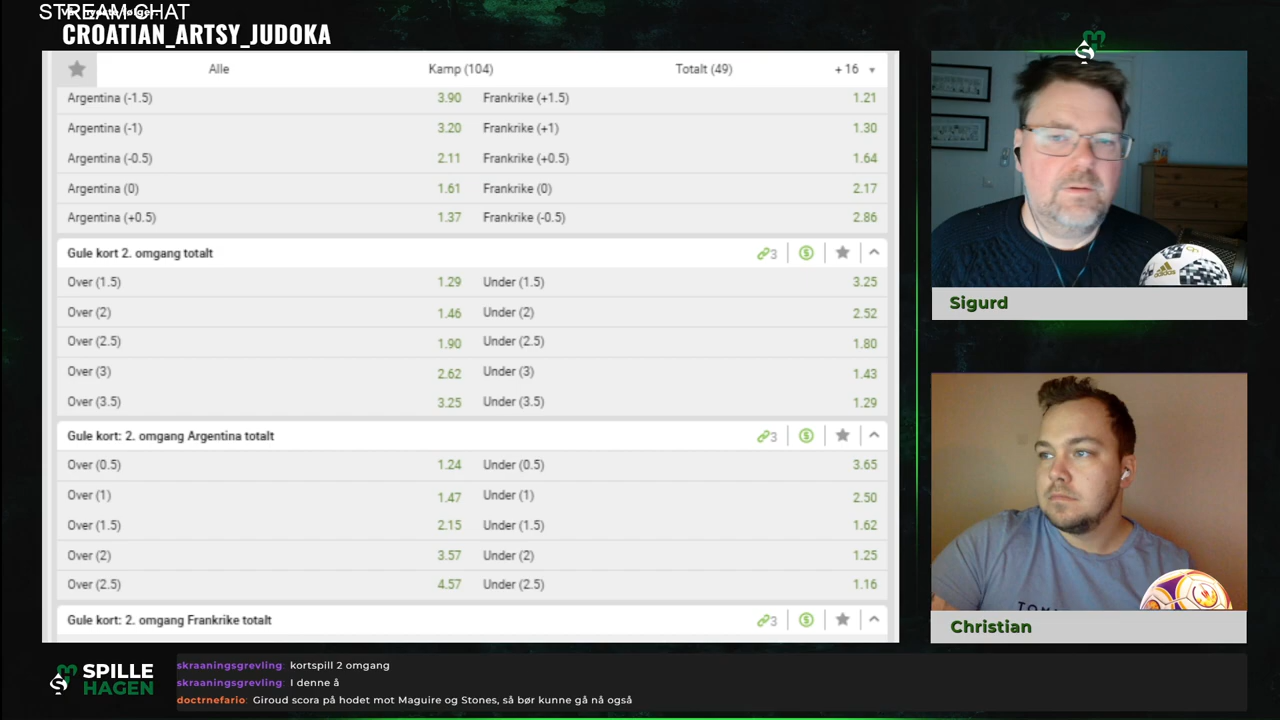 STREAM CHAT
CROATIAN_ARTSY_JUDOKA
Alle Kamp (104) Totalt (49) + 16
Argentina (-1.5) 3.90 Frankrike (+1.5) 1.21
Argentina (-1) 3.20 Frankrike (+1) 1.30
Argentina (-0.5) 2.11 Frankrike (+0.5) 1.64
Argentina (0) 1.61 Frankrike (0) 2.17
Argentina (+0.5) 1.37 Frankrike (-0.5) 2.86
Gule kort 2. omgang totalt 3
Over (1.5) 1.29 Under (1.5) 3.25
Over (2) 1.46 Under (2) 2.52
Over (2.5) 1.90 Under (2.5) 1.80
Over (3) 2.62 Under (3) 1.43
Over (3.5) 3.25 Under (3.5) 1.29
Gule kort: 2. omgang Argentina totalt 3
Over (0.5) 1.24 Under (0.5) 3.65
Over (1) 1.47 Under (1) 2.50
Over (1.5) 2.15 Under (1.5) 1.62
Over (2) 3.57 Under (2) 1.25
Over (2.5) 4.57 Under (2.5) 1.16
Gule kort: 2. omgang Frankrike totalt 3
Sigurd
adidas
Christian
SPILLE
HAGEN
skraaningsgrevling: kortspill 2 omgang
skraaningsgrevling: I denne å
doctrnefario: Giroud scora på hodet mot Maguire og Stones, så bør kunne gå nå også